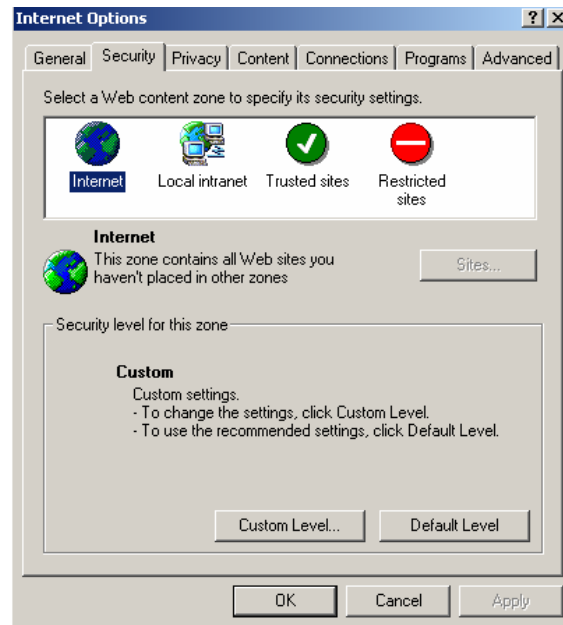 Internet Options
General Security Privacy Content Connections Programs Advanced
Select a Web content zone to specify its security settings.
Internet Local intranet Trusted sites Restricted
sites
Internet
This zone contains all Web sites you
haven't placed in other zones
Sites...
Security level for this zone
Custom
Custom settings.
- To change the settings, click Custom Level.
- To use the recommended settings, click Default Level.
Custom Level... Default Level
OK Cancel Apply